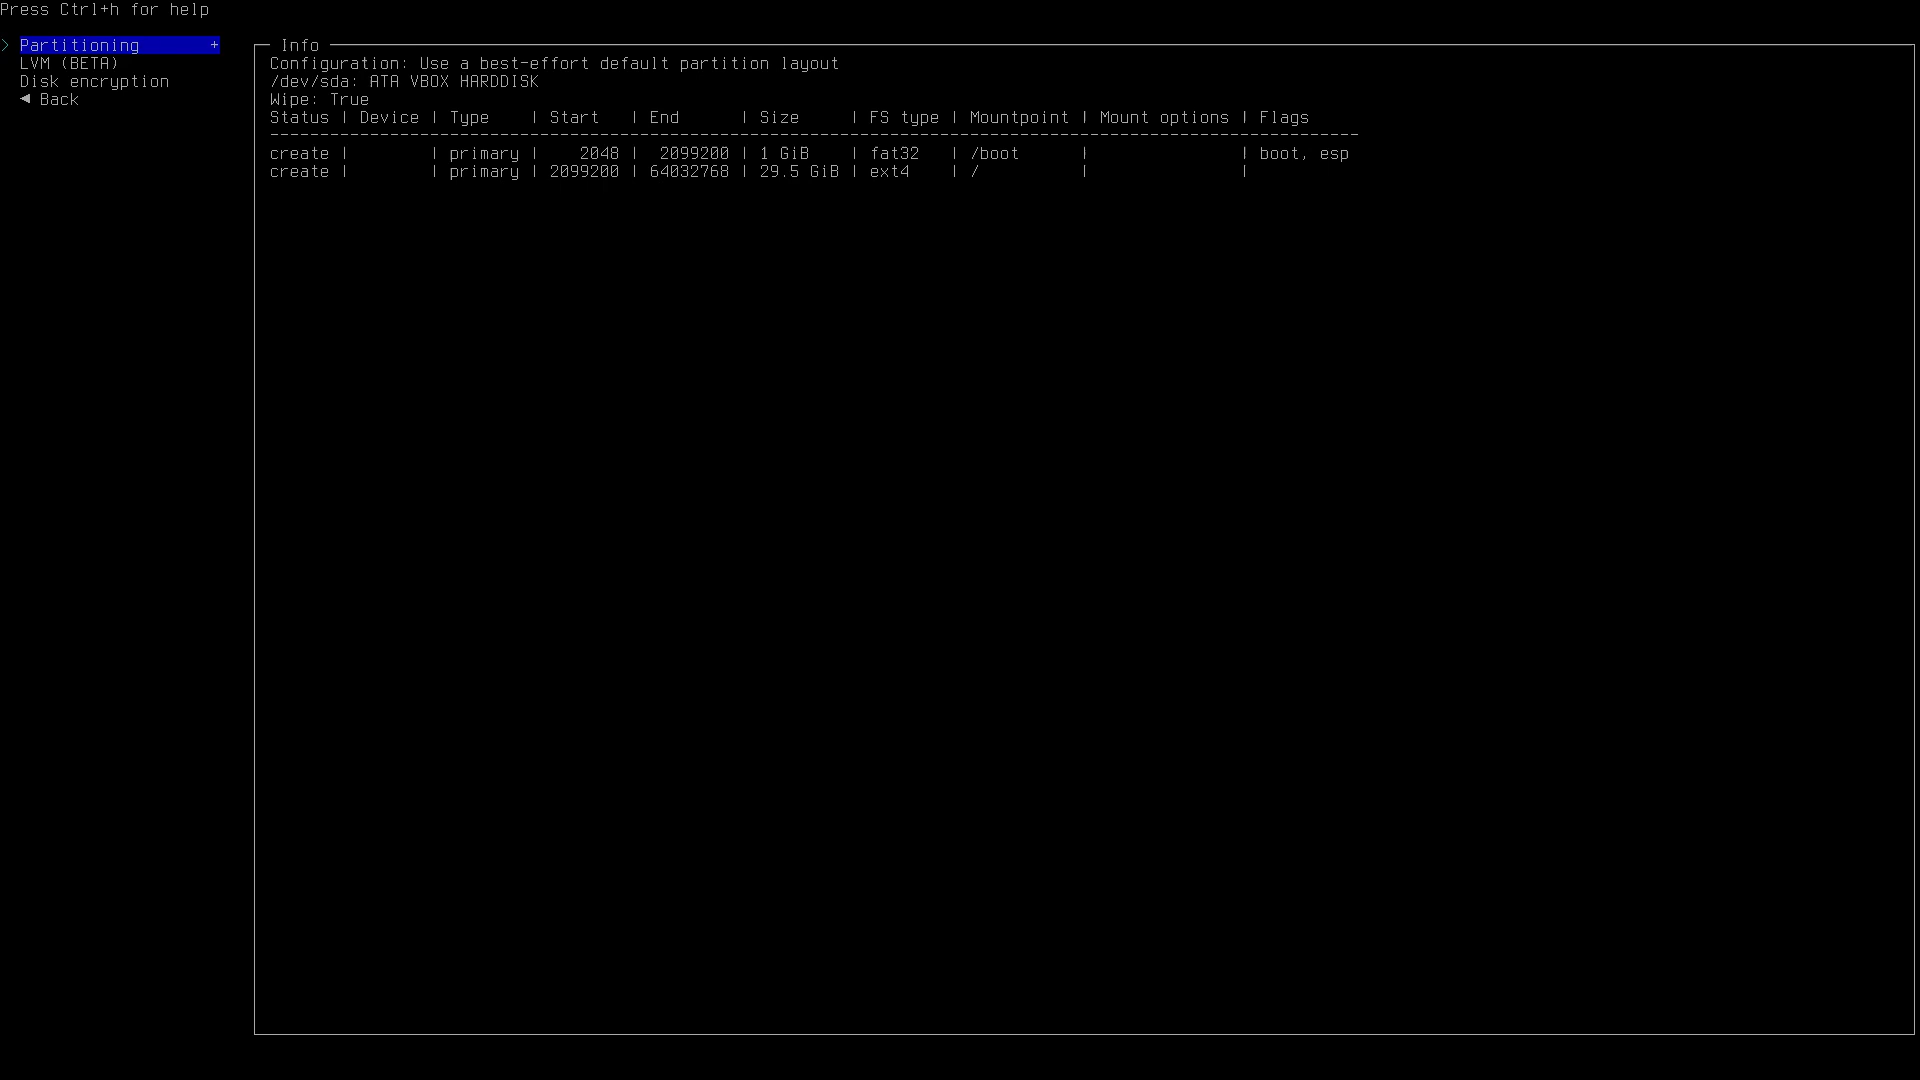 Press Ctrl+h for help
> Partitioning +
LVM (BETA)
Disk encryption
◄ Back
Info
Configuration: Use a best-effort default partition layout
/dev/sda: ATA VBOX HARDDISK
Wipe: True
Status | Device | Type | Start | End | Size | FS type | Mountpoint | Mount options | Flags
-------------------------------------------------------------------------------------------------------------
create | | primary | 2048 | 2099200 | 1 GiB | fat32 | /boot | | boot, esp
create | | primary | 2099200 | 64032768 | 29.5 GiB | ext4 | / | |